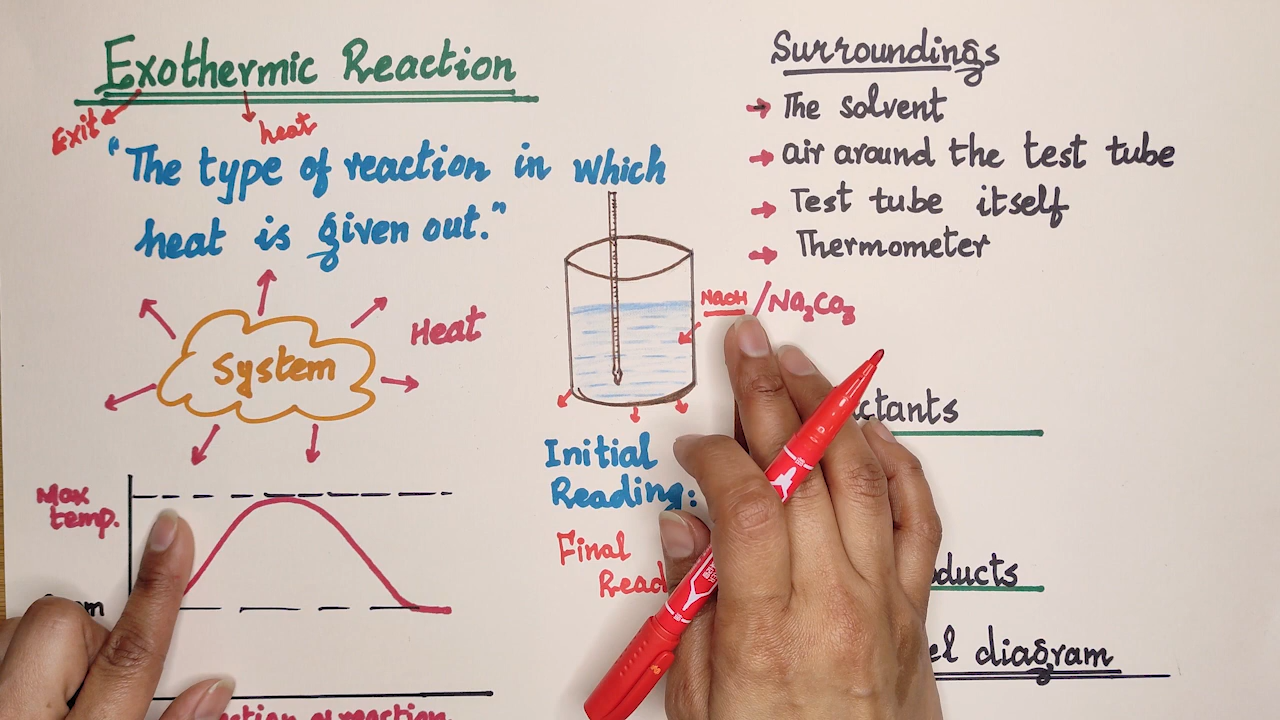 Exothermic Reaction
Exit
heat
"The type of reaction in which
heat is given out."
System
Heat
Max
temp.
Initial
Reading:
Final
NaOH /Na2CO3
Surroundings
→ The solvent
→ air around the test tube
→ Test tube itself
→ Thermometer
diagram